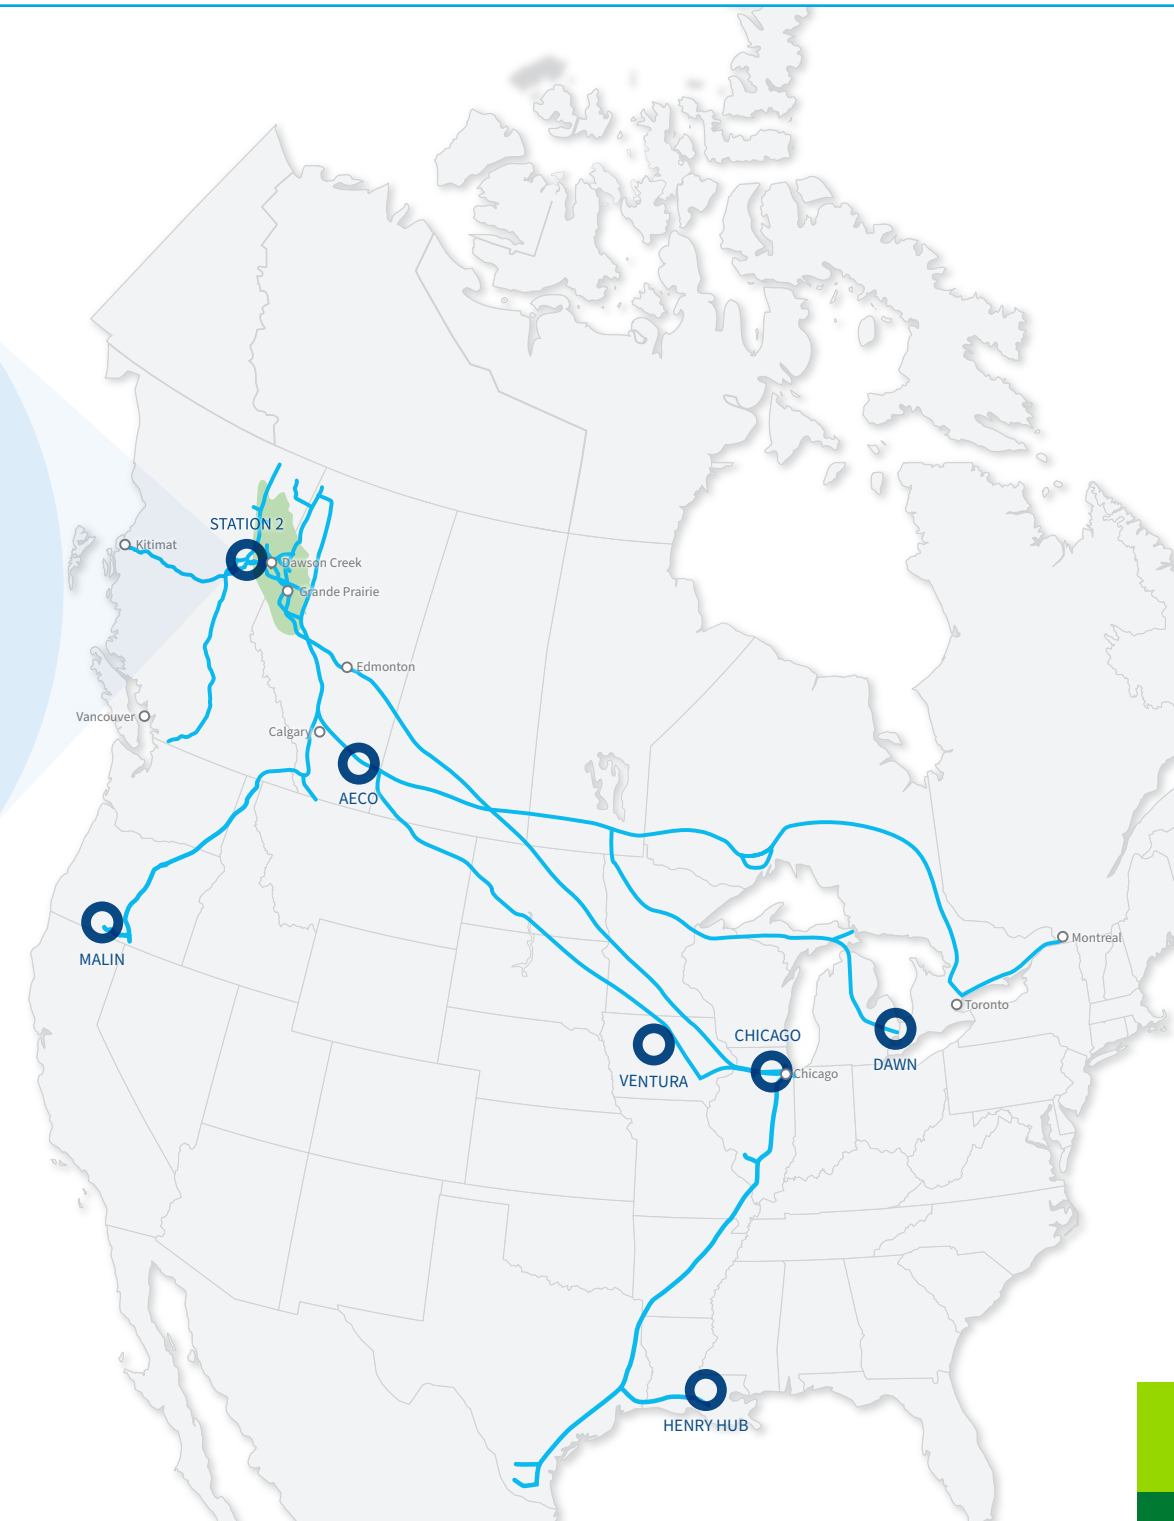 STATION 2
Kitimat
Dawson Creek
Grande Prairie
Edmonton
Vancouver
Calgary
AECO
MALIN
Montreal
Toronto
CHICAGO
DAWN
Chicago
VENTURA
HENRY HUB